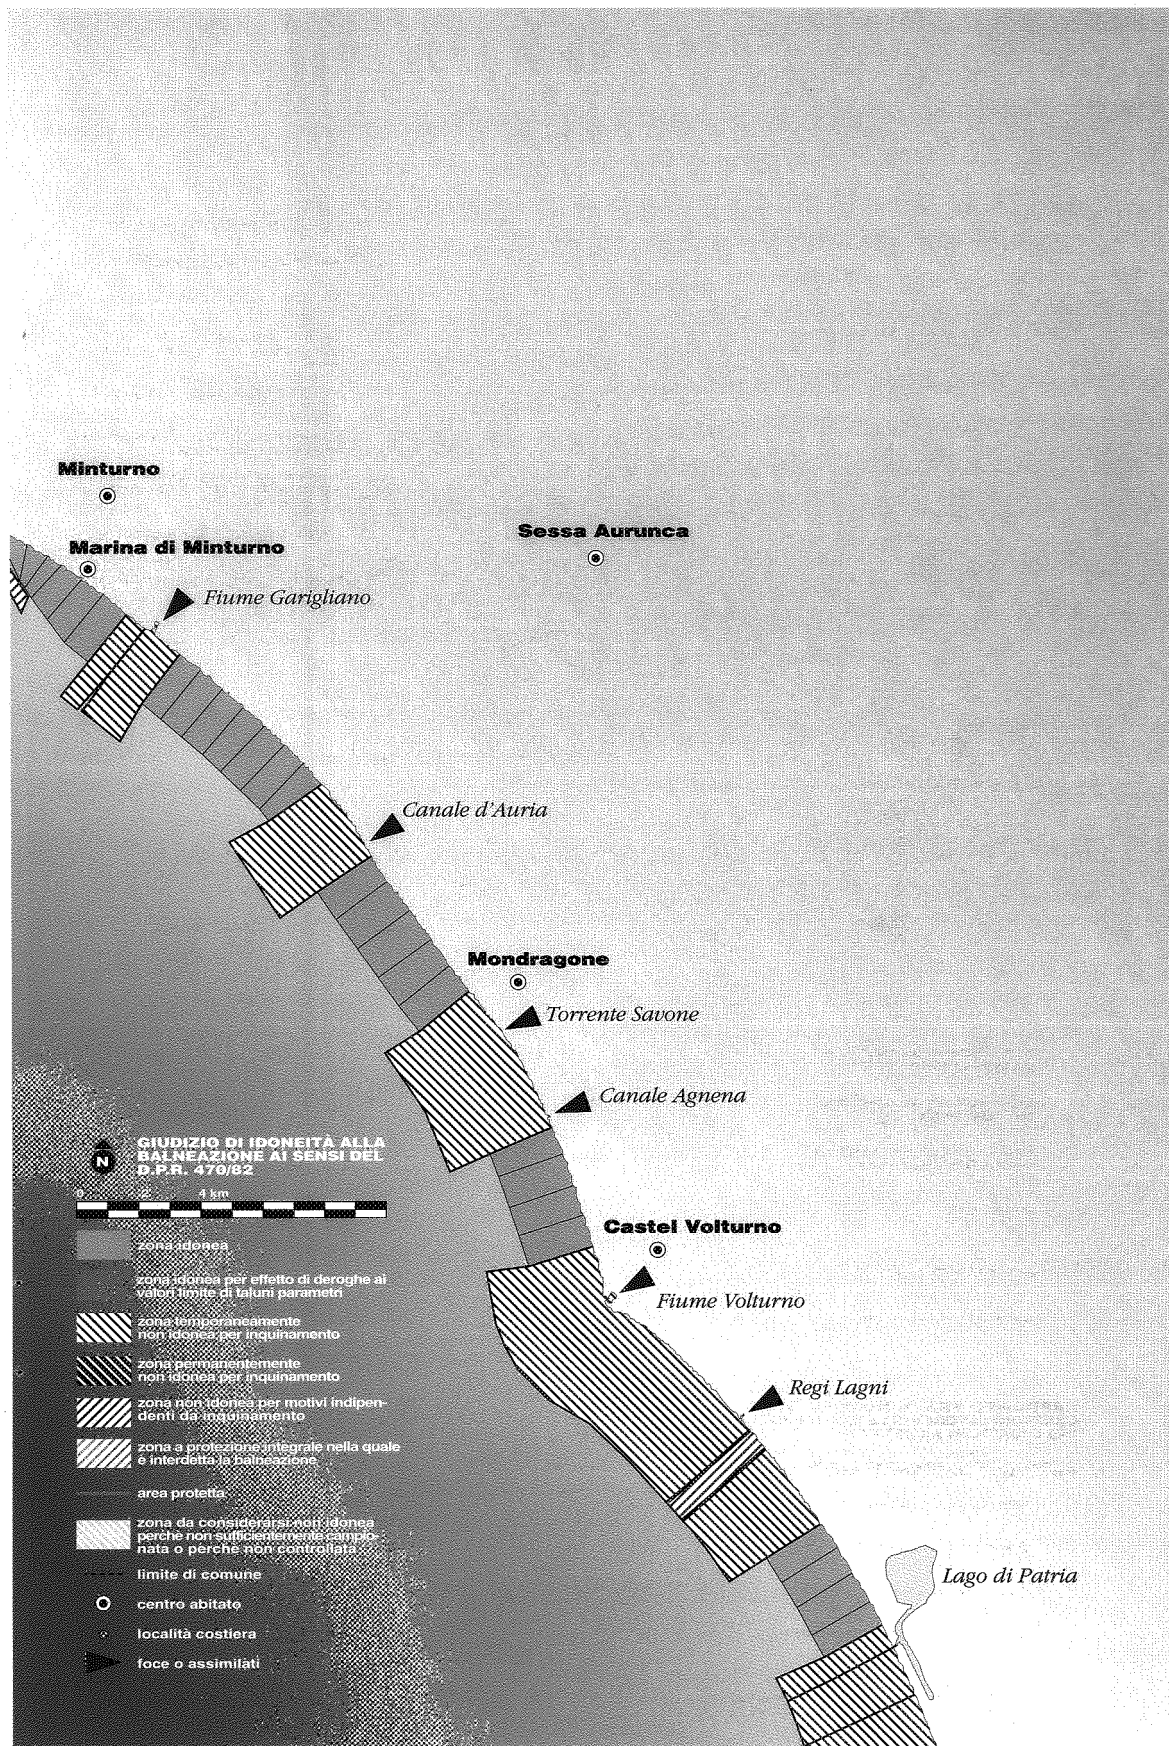 Minturno
Sessa Aurunca
Marina di Minturno
Fiume Garigliano
Canale d'Auria
Mondragone
Torrente Savone
Canale Agnena
GIUDIZIO DI IDONEITÀ ALLA
BALNEAZIONE AI SENSI DEL
D.P.R. 470/82
N
0 2 4 km
Castel Volturno
zona idonea
zona idonea per effetto di deroghe ai
valori limite di taluni parametri
Fiume Volturno
zona temporaneamente
non idonea per inquinamento
zona permanentemente
non idonea per inquinamento
Regi Lagni
zona non idonea per motivi indipen-
denti da inquinamento
zona a protezione integrale nella quale
è interdetta la balneazione
area protetta
zona da considerarsi non idonea
perche non sufficientemente campio-
nata o perche non controllata
limite di comune
Lago di Patria
centro abitato
località costiera
foce o assimilati